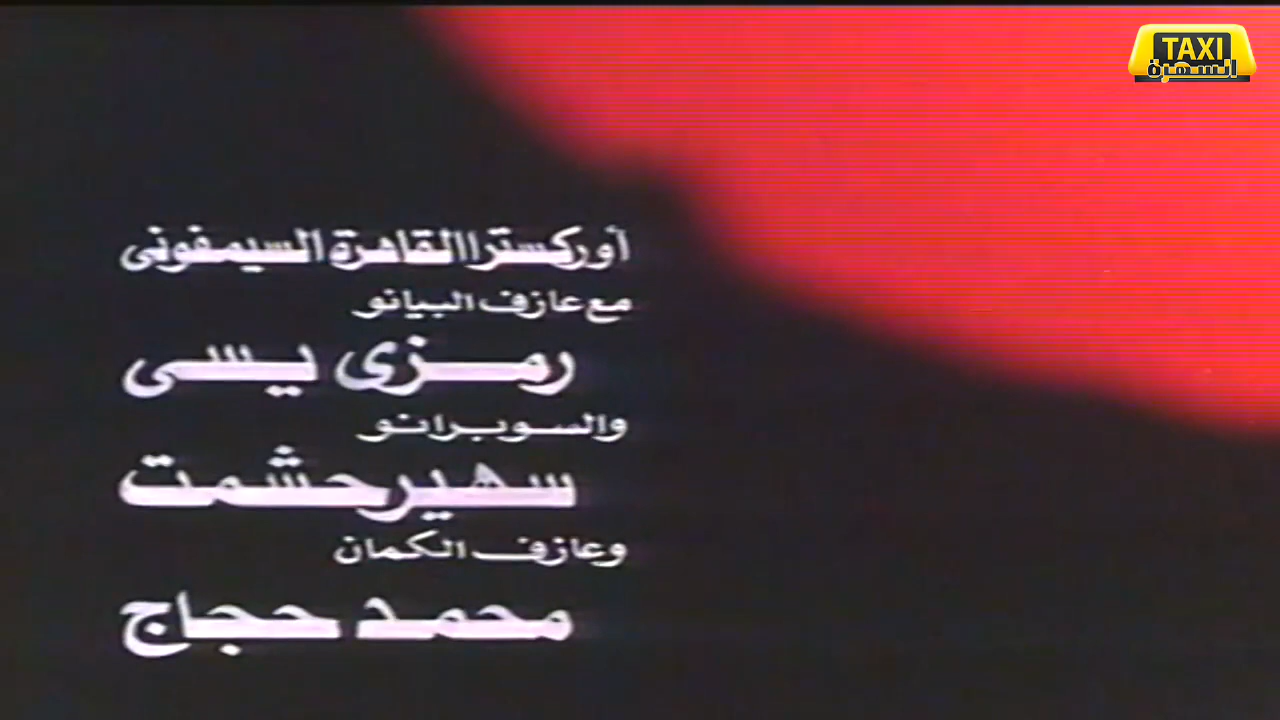 TAXI
السهرة
أوركسترا القاهرة السيمفونى
مع عازف البيانو
رمزى يسى
والسوبرانو
سهير حشمت
وعازف الكمان
محمد حجاج